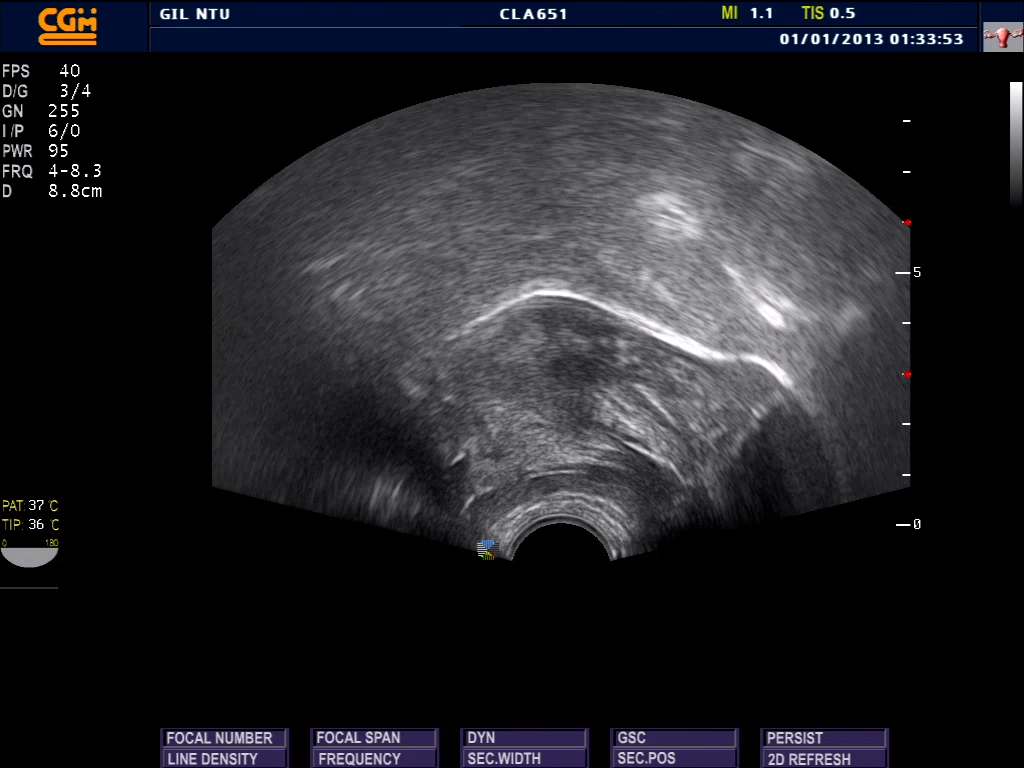 CGM
GIL NTU CLA651 MI 1.1 TIS 0.5
01/01/2013 01:33:53
FPS 40
D/G 3/4
GN 255
I/P 6/0
PWR 95
FRQ 4-8.3
D 8.8cm
5
PAT: 37 °C
TIP: 36 °C
0 180
0
FOCAL NUMBER FOCAL SPAN DYN GSC PERSIST
LINE DENSITY FREQUENCY SEC.WIDTH SEC.POS 2D REFRESH